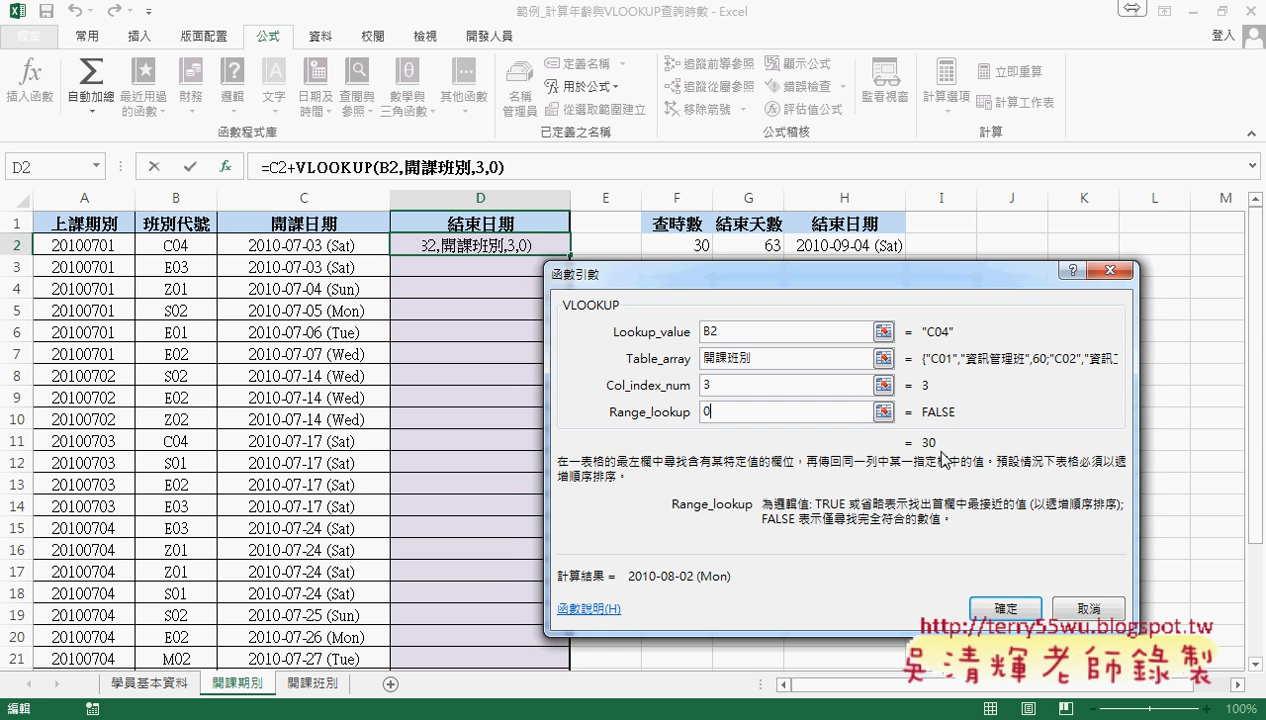 範例_計算年齡與VLOOKUP查詢時數 - Excel
檔案 常用 插入 版面配置 公式 資料 校閱 檢視 開發人員 登入
插入函數 自動加總 最近用過的函數 財務 邏輯 文字 日期及時間 查閱與參照 數學與三角函數 其他函數 名稱管理員 定義名稱 用於公式 從選取範圍建立 追蹤前導參照 追蹤從屬參照 移除箭號 顯示公式 錯誤檢查 評估值公式 監看視窗 計算選項 立即重算 計算工作表
函數程式庫 已定義之名稱 公式稽核 計算
D2 =C2+VLOOKUP(B2,開課班別,3,0)
A B C D E F G H I J K L M
1 上課期別 班別代號 開課日期 結束日期 查時數 結束天數 結束日期
2 20100701 C04 2010-07-03 (Sat) B2,開課班別,3,0) 30 63 2010-09-04 (Sat)
3 20100701 E03 2010-07-03 (Sat)
4 20100701 Z01 2010-07-04 (Sun)
5 20100701 S02 2010-07-05 (Mon)
6 20100701 E01 2010-07-06 (Tue)
7 20100701 E02 2010-07-07 (Wed)
8 20100702 S02 2010-07-14 (Wed)
9 20100702 E02 2010-07-14 (Wed)
10 20100702 Z02 2010-07-14 (Wed)
11 20100703 C04 2010-07-17 (Sat)
12 20100703 S01 2010-07-17 (Sat)
13 20100703 E03 2010-07-17 (Sat)
14 20100703 E03 2010-07-17 (Sat)
15 20100704 E03 2010-07-24 (Sat)
16 20100704 Z01 2010-07-24 (Sat)
17 20100704 Z01 2010-07-24 (Sat)
18 20100704 S01 2010-07-24 (Sat)
19 20100704 S02 2010-07-25 (Sun)
20 20100704 E02 2010-07-26 (Mon)
21 20100704 M02 2010-07-27 (Tue)
函數引數
VLOOKUP
Lookup_value B2 = "C04"
Table_array 開課班別 = {"C01","資訊管理班",60;"C02","資訊
Col_index_num 3 = 3
Range_lookup 0 = FALSE
= 30
在一表格的最左欄中尋找含有某特定值的欄位，再傳回同一列中某一指定欄中的值。預設情況下表格必須以遞
增順序排序。
Range_lookup 為邏輯值: TRUE 或省略表示找出首欄中最接近的值 (以遞增順序排序);
FALSE 表示僅尋找完全符合的數值。
計算結果 = 2010-08-02 (Mon)
函數說明(H) 確定 取消
http://terry55wu.blogspot.tw
吳清輝老師錄製
學員基本資料 開課期別 開課班別
編輯 100%